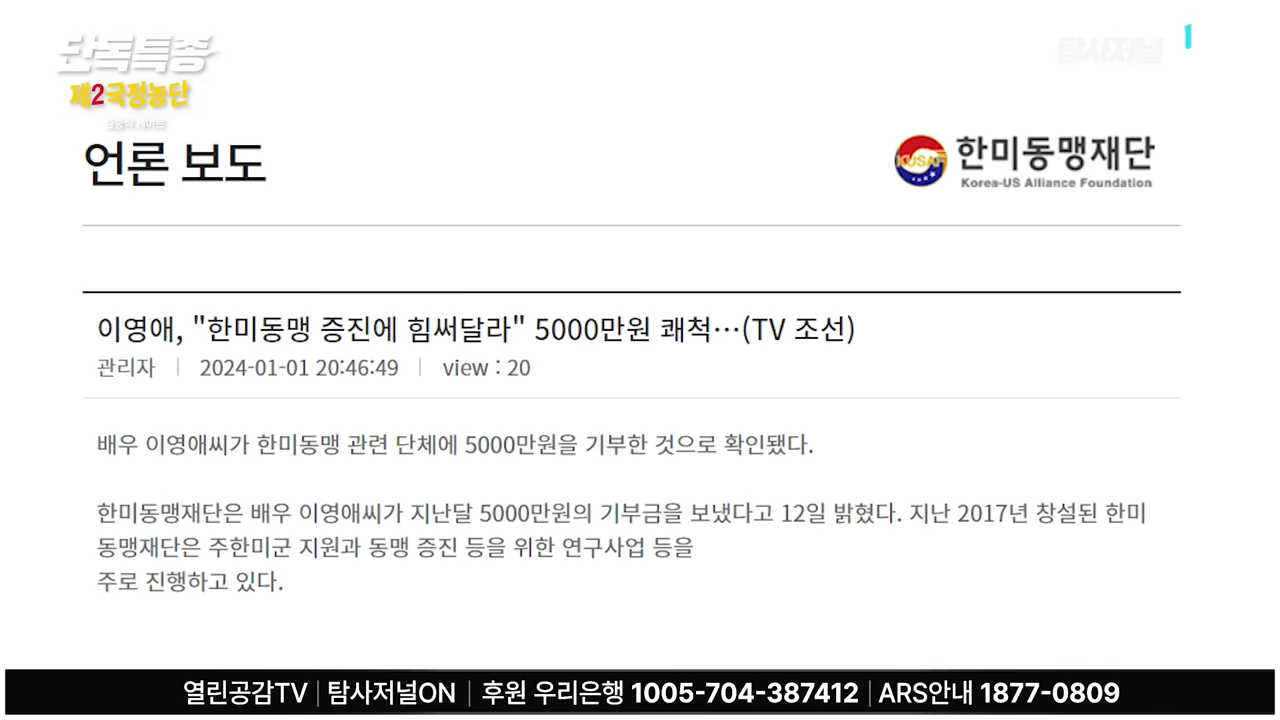 단독특종
제2국정농단
언론 보도
KUSAF
한미동맹재단
Korea-US Alliance Foundation
탐사저널
1
이영애, "한미동맹 증진에 힘써달라" 5000만원 쾌척…(TV 조선)
관리자 | 2024-01-01 20:46:49 | view : 20
배우 이영애씨가 한미동맹 관련 단체에 5000만원을 기부한 것으로 확인됐다.
한미동맹재단은 배우 이영애씨가 지난달 5000만원의 기부금을 보냈다고 12일 밝혔다. 지난 2017년 창설된 한미
동맹재단은 주한미군 지원과 동맹 증진 등을 위한 연구사업 등을
주로 진행하고 있다.
열린공감TV | 탐사저널ON | 후원 우리은행 1005-704-387412 | ARS안내 1877-0809